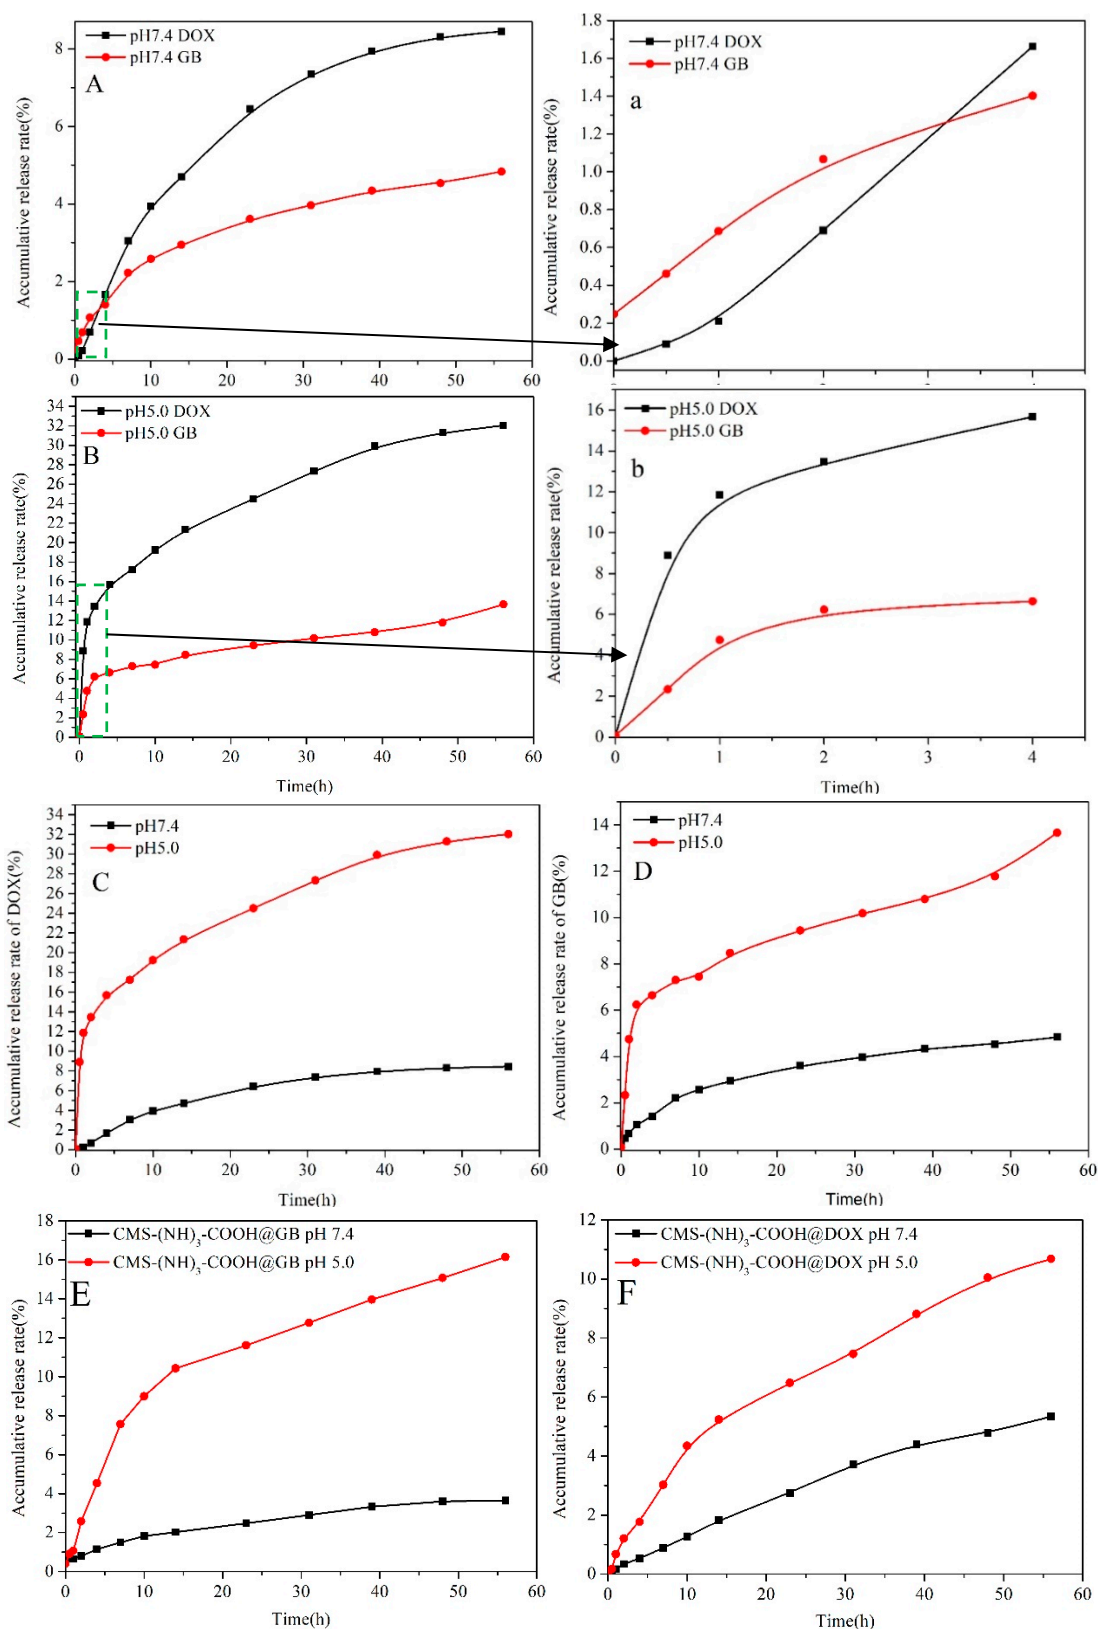 pH7.4 DOX
pH7.4 GB
A
Accumulative release rate(%)
8
6
4
2
0
0 10 20 30 40 50 60
pH7.4 DOX
pH7.4 GB
a
Accumulative release rate(%)
1.8
1.6
1.4
1.2
1.0
0.8
0.6
0.4
0.2
0.0
pH5.0 DOX
pH5.0 GB
B
Accumulative release rate(%)
34
32
30
28
26
24
22
20
18
16
14
12
10
8
6
4
2
0
0 10 20 30 40 50 60
Time(h)
pH5.0 DOX
pH5.0 GB
b
Accumulative release rate(%)
16
14
12
10
8
6
4
2
0
0 1 2 3 4
Time(h)
pH7.4
pH5.0
C
Accumulative release rate of DOX(%)
34
32
30
28
26
24
22
20
18
16
14
12
10
8
6
4
2
0
0 10 20 30 40 50 60
Time(h)
pH7.4
pH5.0
D
Accumulative release rate of GB(%)
14
12
10
8
6
4
2
0
0 10 20 30 40 50 60
Time(h)
CMS-(NH)3-COOH@GB pH 7.4
CMS-(NH)3-COOH@GB pH 5.0
E
Accumulative release rate(%)
18
16
14
12
10
8
6
4
2
0
0 10 20 30 40 50 60
Time(h)
CMS-(NH)3-COOH@DOX pH 7.4
CMS-(NH)3-COOH@DOX pH 5.0
F
Accumulative release rate(%)
12
10
8
6
4
2
0
0 10 20 30 40 50 60
Time(h)